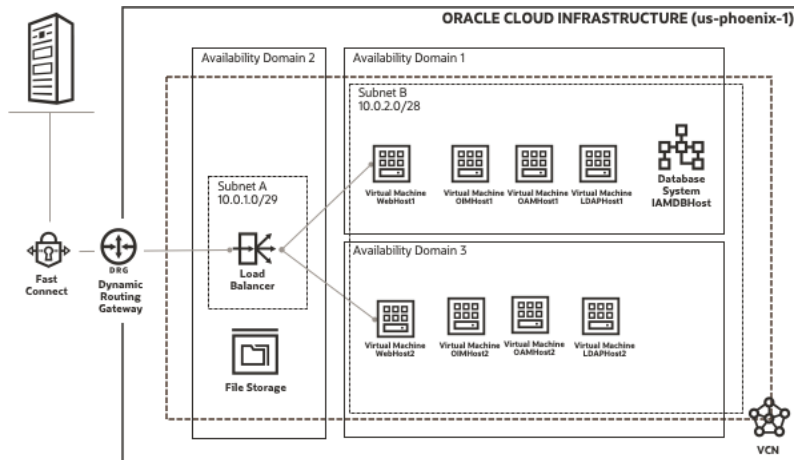 ORACLE CLOUD INFRASTRUCTURE (us-phoenix-1)
Availability Domain 2
Availability Domain 1
Subnet B
10.0.2.0/28
Virtual Machine
WebHost1
Virtual Machine
OIMHost1
Virtual Machine
OAMHost1
Virtual Machine
LDAPHost1
Database
System
IAMDBHost
Subnet A
10.0.1.0/29
Load
Balancer
Fast
Connect
DRG
Dynamic
Routing
Gateway
Availability Domain 3
Virtual Machine
WebHost2
Virtual Machine
OIMHost2
Virtual Machine
OAMHost2
Virtual Machine
LDAPHost2
File Storage
VCN